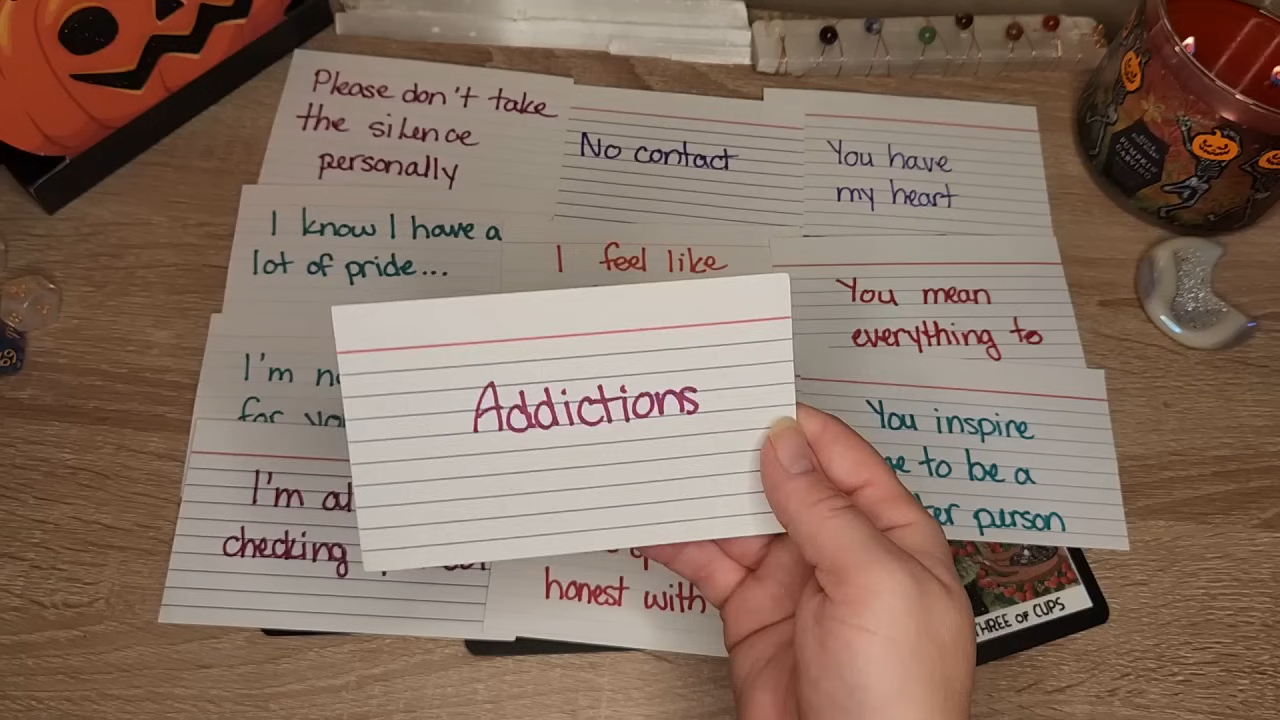 Please don't take
the silence
personally
No contact
You have
my heart
I know I have a
lot of pride...
I feel like
You mean
everything to
Addictions
I'm
for
You inspire
to be a
person
I'm
checking
honest with
THREE OF CUPS